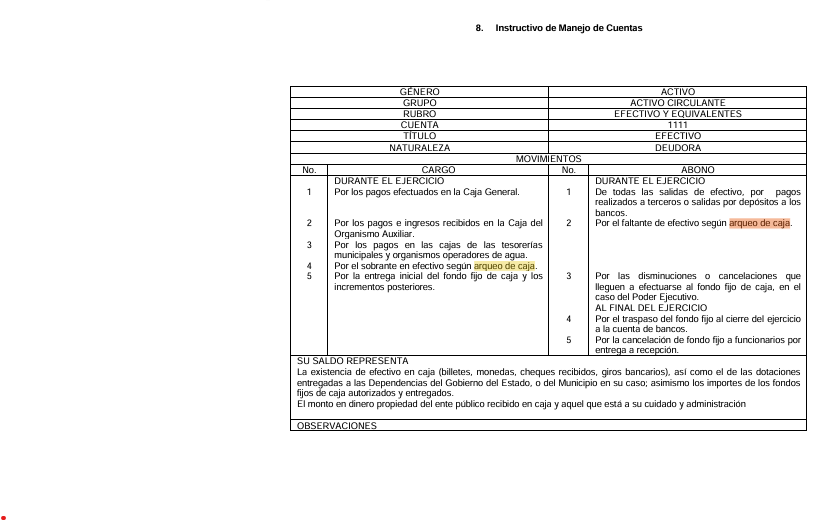 8. Instructivo de Manejo de Cuentas
GÉNERO ACTIVO
GRUPO ACTIVO CIRCULANTE
RUBRO EFECTIVO Y EQUIVALENTES
CUENTA 1111
TÍTULO EFECTIVO
NATURALEZA DEUDORA
MOVIMIENTOS
No. CARGO No. ABONO
DURANTE EL EJERCICIO
1 Por los pagos efectuados en la Caja General.
2 Por los pagos e ingresos recibidos en la Caja del
Organismo Auxiliar.
3 Por los pagos en las cajas de las tesorerías
municipales y organismos operadores de agua.
4 Por el sobrante en efectivo según arqueo de caja.
5 Por la entrega inicial del fondo fijo de caja y los
incrementos posteriores.
DURANTE EL EJERCICIO
1 De todas las salidas de efectivo, por pagos
realizados a terceros o salidas por depósitos a los
bancos.
2 Por el faltante de efectivo según arqueo de caja.
3 Por las disminuciones o cancelaciones que
lleguen a efectuarse al fondo fijo de caja, en el
caso del Poder Ejecutivo.
AL FINAL DEL EJERCICIO
4 Por el traspaso del fondo fijo al cierre del ejercicio
a la cuenta de bancos.
5 Por la cancelación de fondo fijo a funcionarios por
entrega a recepción.
SU SALDO REPRESENTA
La existencia de efectivo en caja (billetes, monedas, cheques recibidos, giros bancarios), así como el de las dotaciones
entregadas a las Dependencias del Gobierno del Estado, o del Municipio en su caso; asimismo los importes de los fondos
fijos de caja autorizados y entregados.
El monto en dinero propiedad del ente público recibido en caja y aquel que está a su cuidado y administración
OBSERVACIONES